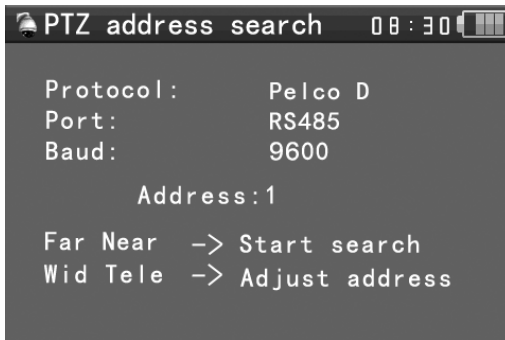 PTZ address search 08:30
Protocol: Pelco D
Port: RS485
Baud: 9600
Address:1
Far Near -> Start search
Wid Tele -> Adjust address